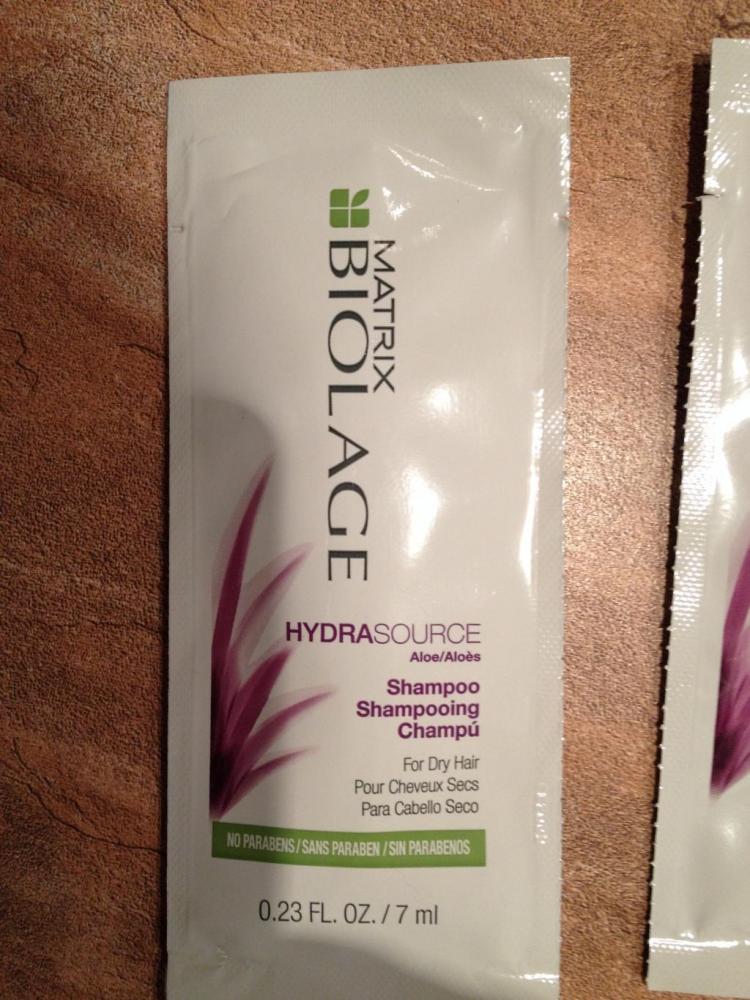 MATRIX
BIOLAGE
HYDRASOURCE
Aloe/Aloès
Shampoo
Shampooing
Champú
For Dry Hair
Pour Cheveux Secs
Para Cabello Seco
NO PARABENS / SANS PARABEN / SIN PARABENOS
0.23 FL. OZ. / 7 ml